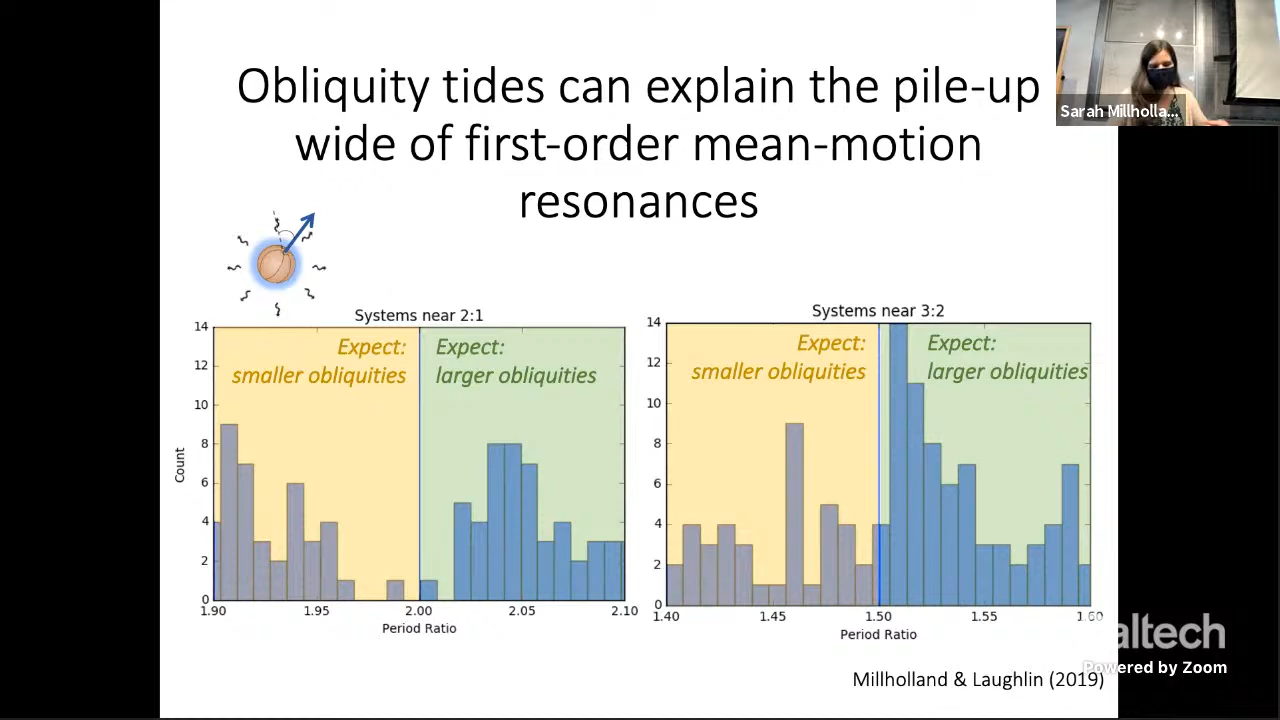 Obliquity tides can explain the pile-up
wide of first-order mean-motion
resonances
Sarah Millholla...
Systems near 2:1
Expect:
smaller obliquities
Expect:
larger obliquities
14
12
10
8
6
4
2
0
Count
1.90
1.95
2.00
2.05
2.10
Period Ratio
Systems near 3:2
Expect:
smaller obliquities
Expect:
larger obliquities
14
12
10
8
6
4
2
0
1.40
1.45
1.50
1.55
1.60
Period Ratio
altech
Powered by Zoom
Millholland & Laughlin (2019)